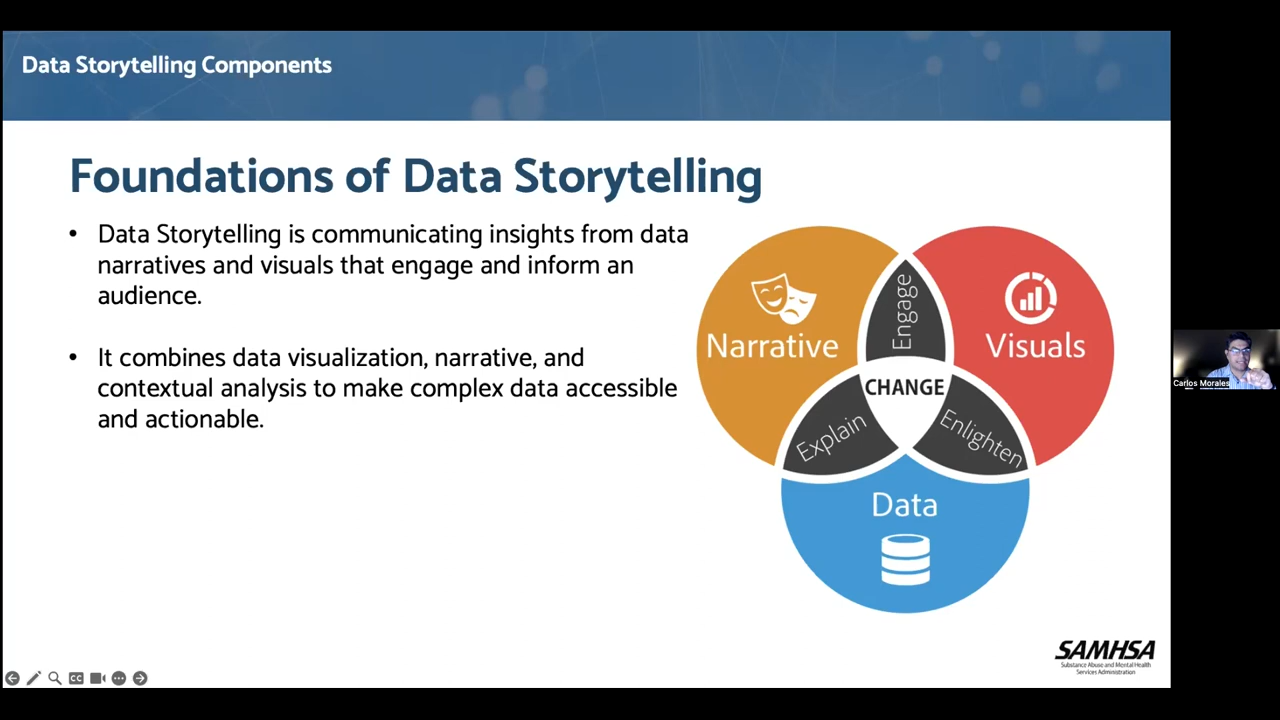 Data Storytelling Components
Foundations of Data Storytelling
• Data Storytelling is communicating insights from data
narratives and visuals that engage and inform an
audience.
• It combines data visualization, narrative, and
contextual analysis to make complex data accessible
and actionable.
Narrative
Engage
Visuals
CHANGE
Explain
Enlighten
Data
Carlos Morales
SAMHSA
Substance Abuse and Mental Health
Services Administration
CC